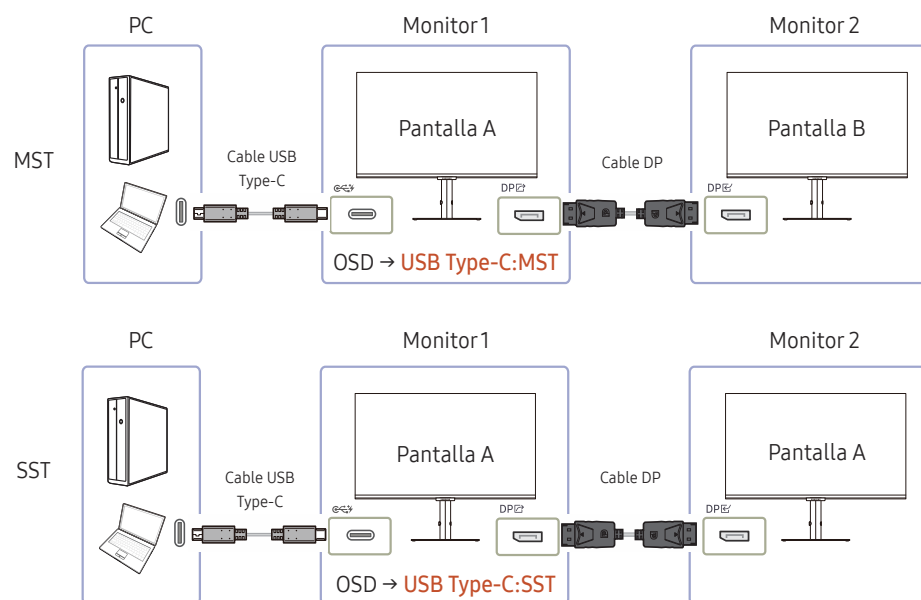 PC
Monitor 1
Monitor 2
MST
Cable USB
Type-C
Pantalla A
DP
Cable DP
DP
Pantalla B
OSD → USB Type-C:MST
PC
Monitor 1
Monitor 2
SST
Cable USB
Type-C
Pantalla A
DP
Cable DP
DP
Pantalla A
OSD → USB Type-C:SST